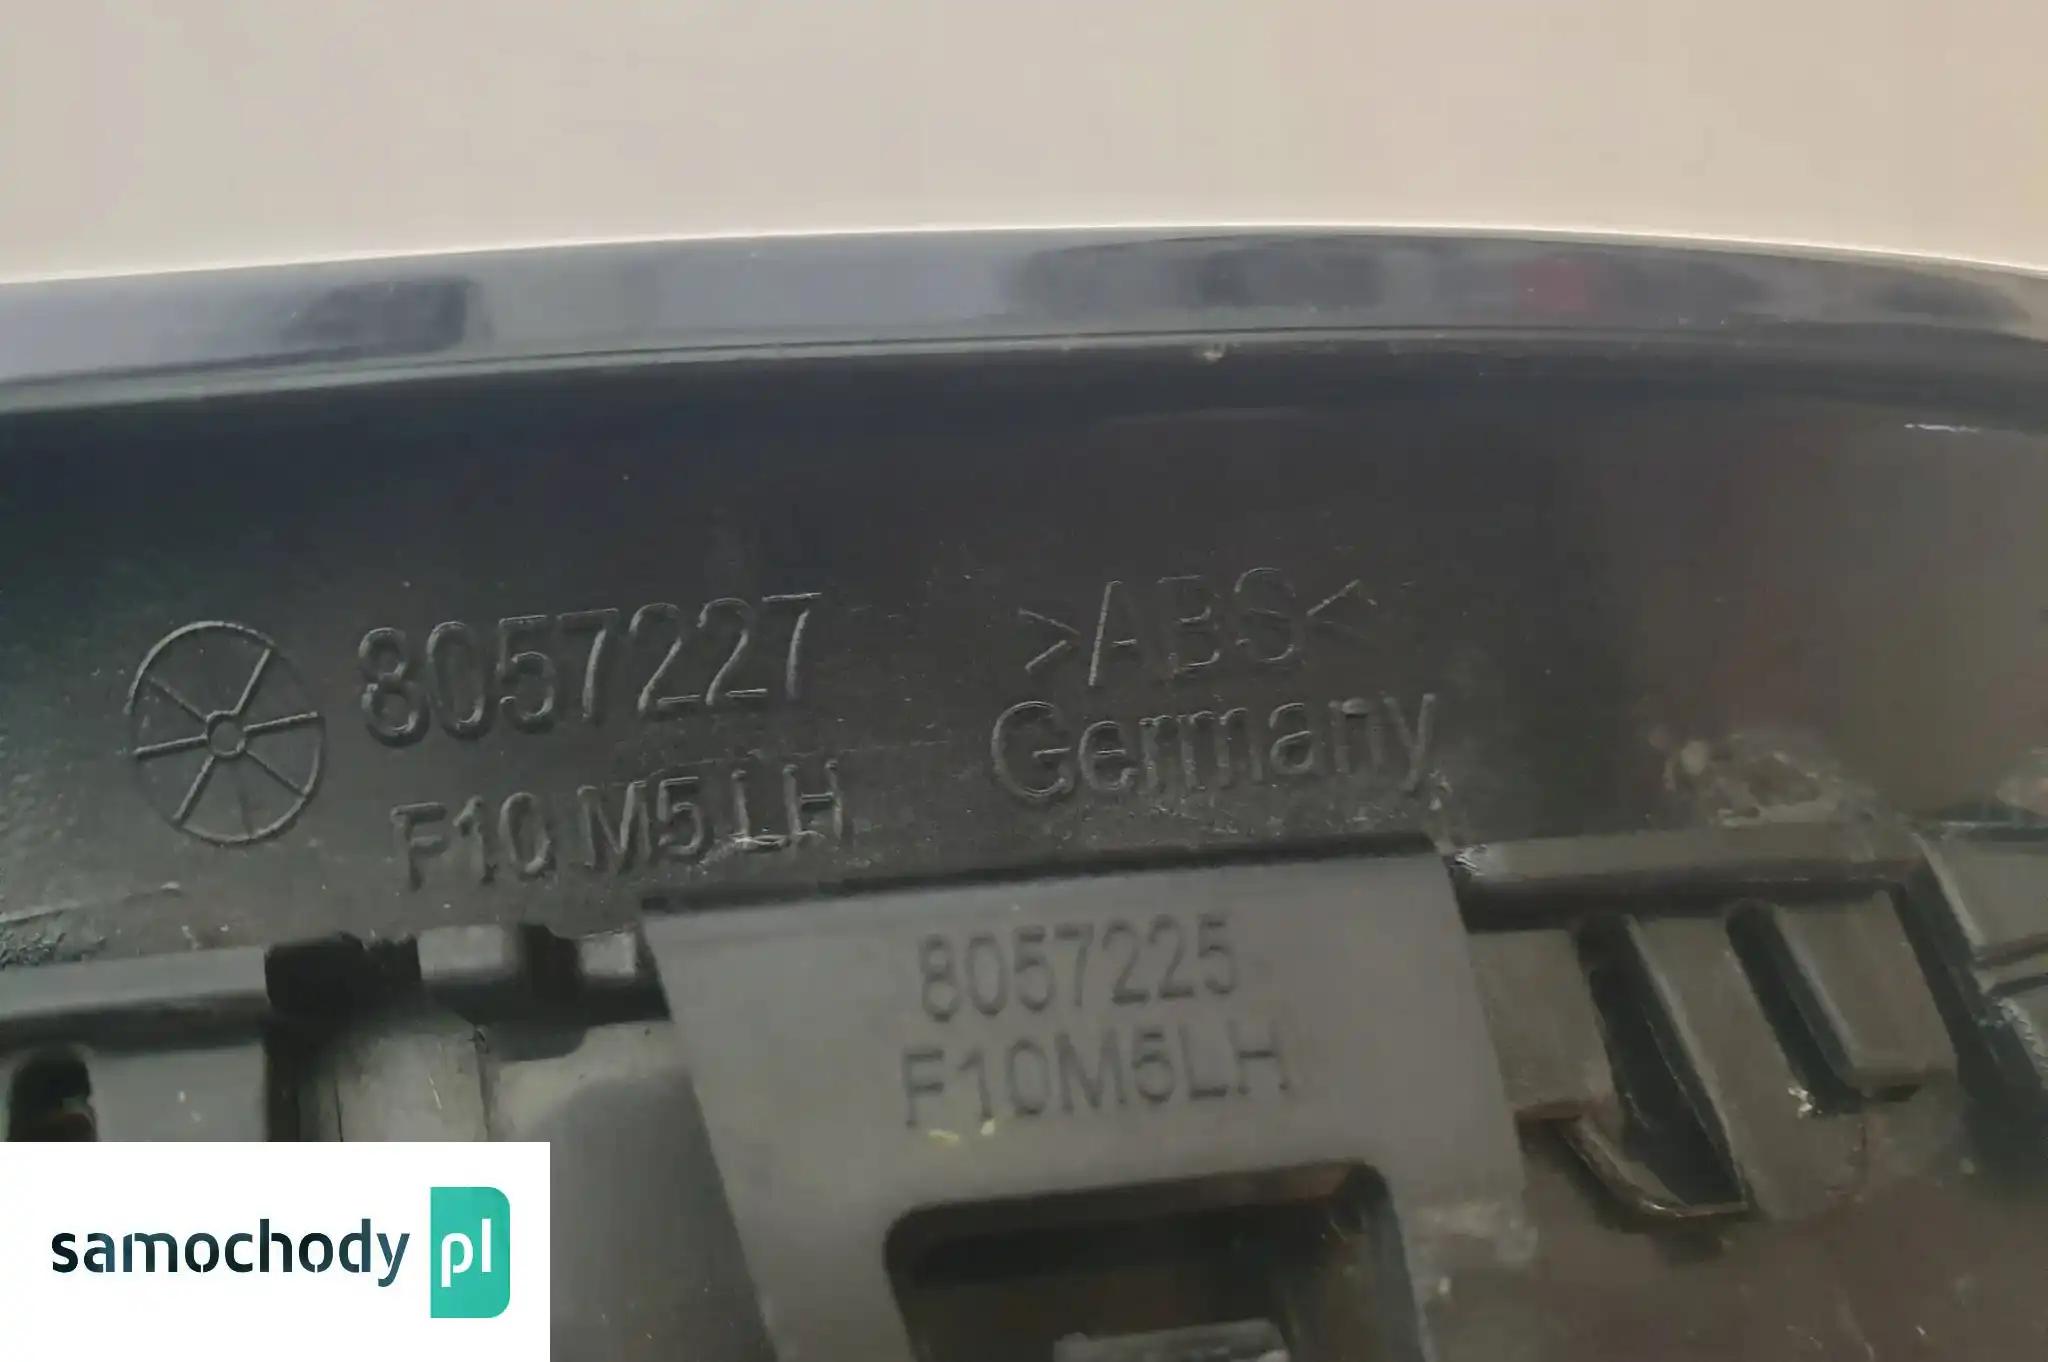 8057227
>ABS<
F10 M5 LH
Germany
8057225
F10M5LH
samochody pl